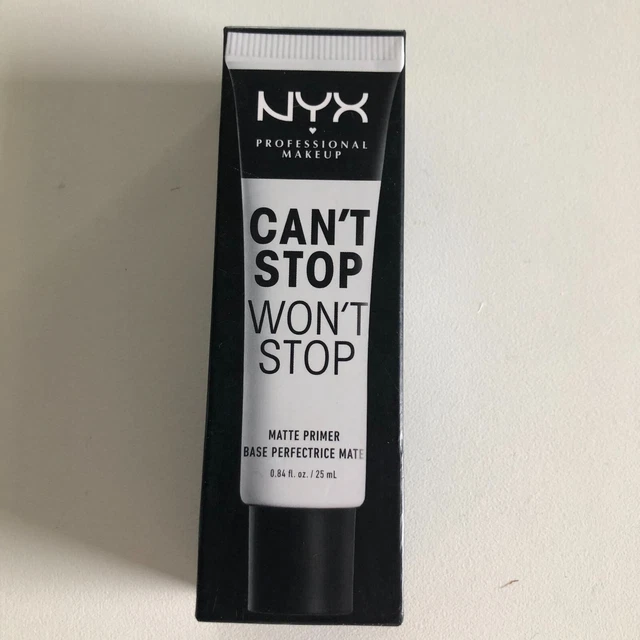 NYX
PROFESSIONAL
MAKEUP
CAN'T
STOP
WON'T
STOP
MATTE PRIMER
BASE PERFECTRICE MATE
0.84 fl. oz. / 25 mL